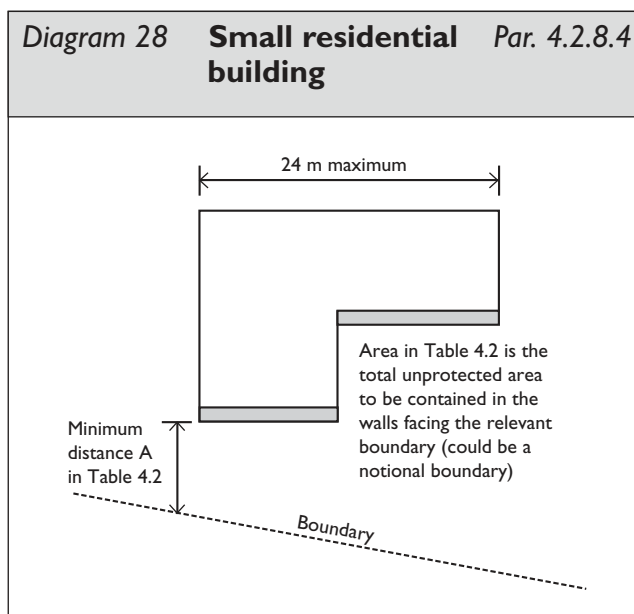 Diagram 28 Small residential Par. 4.2.8.4
building
24 m maximum
Area in Table 4.2 is the
total unprotected area
to be contained in the
walls facing the relevant
boundary (could be a
notional boundary)
Minimum
distance A
in Table 4.2
Boundary